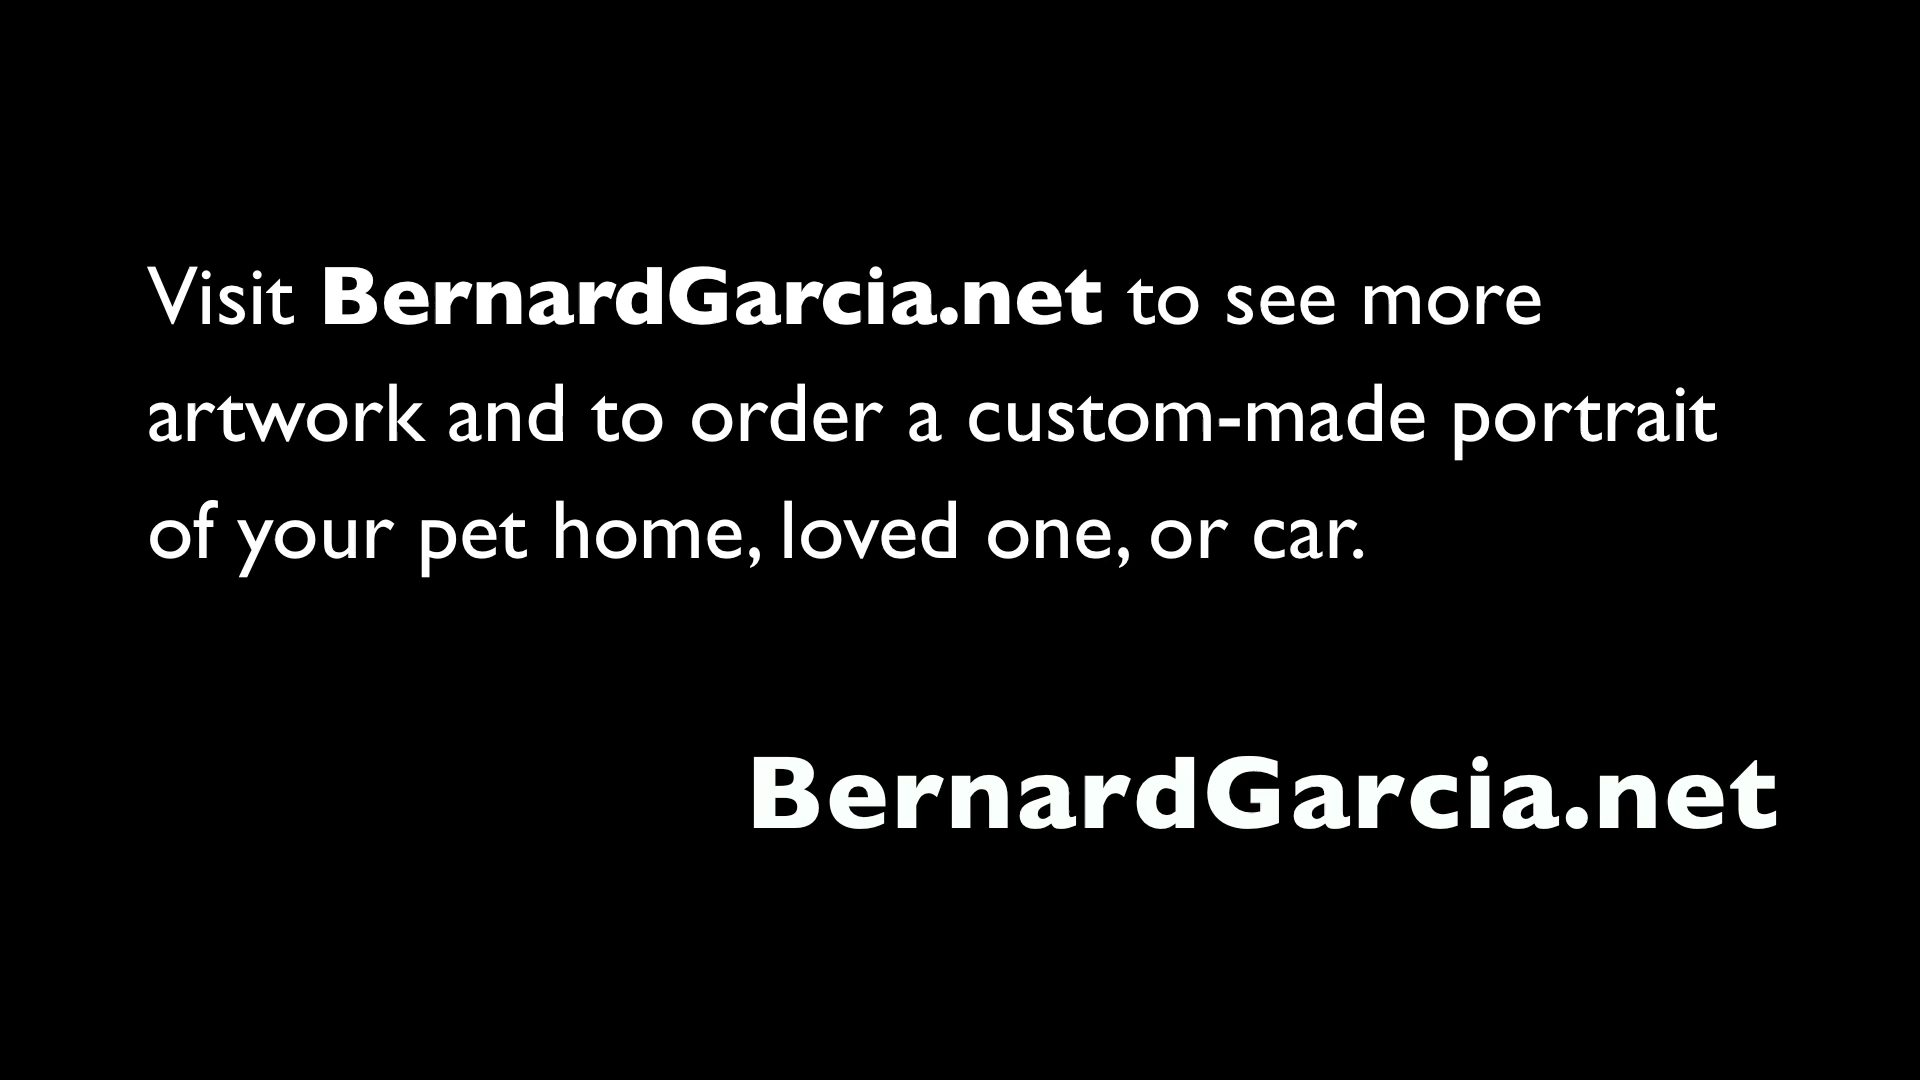 Visit BernardGarcia.net to see more
artwork and to order a custom-made portrait
of your pet home, loved one, or car.
BernardGarcia.net